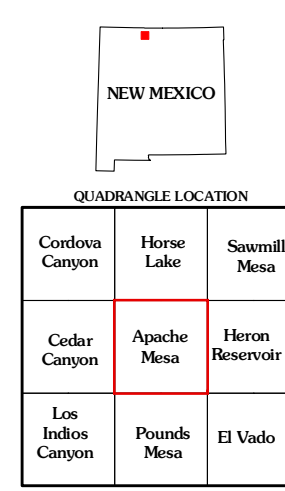 NEW MEXICO
QUADRANGLE LOCATION
Cordova
Canyon
Horse
Lake
Sawmill
Mesa
Cedar
Canyon
Apache
Mesa
Heron
Reservoir
Los
Indios
Canyon
Pounds
Mesa
El Vado